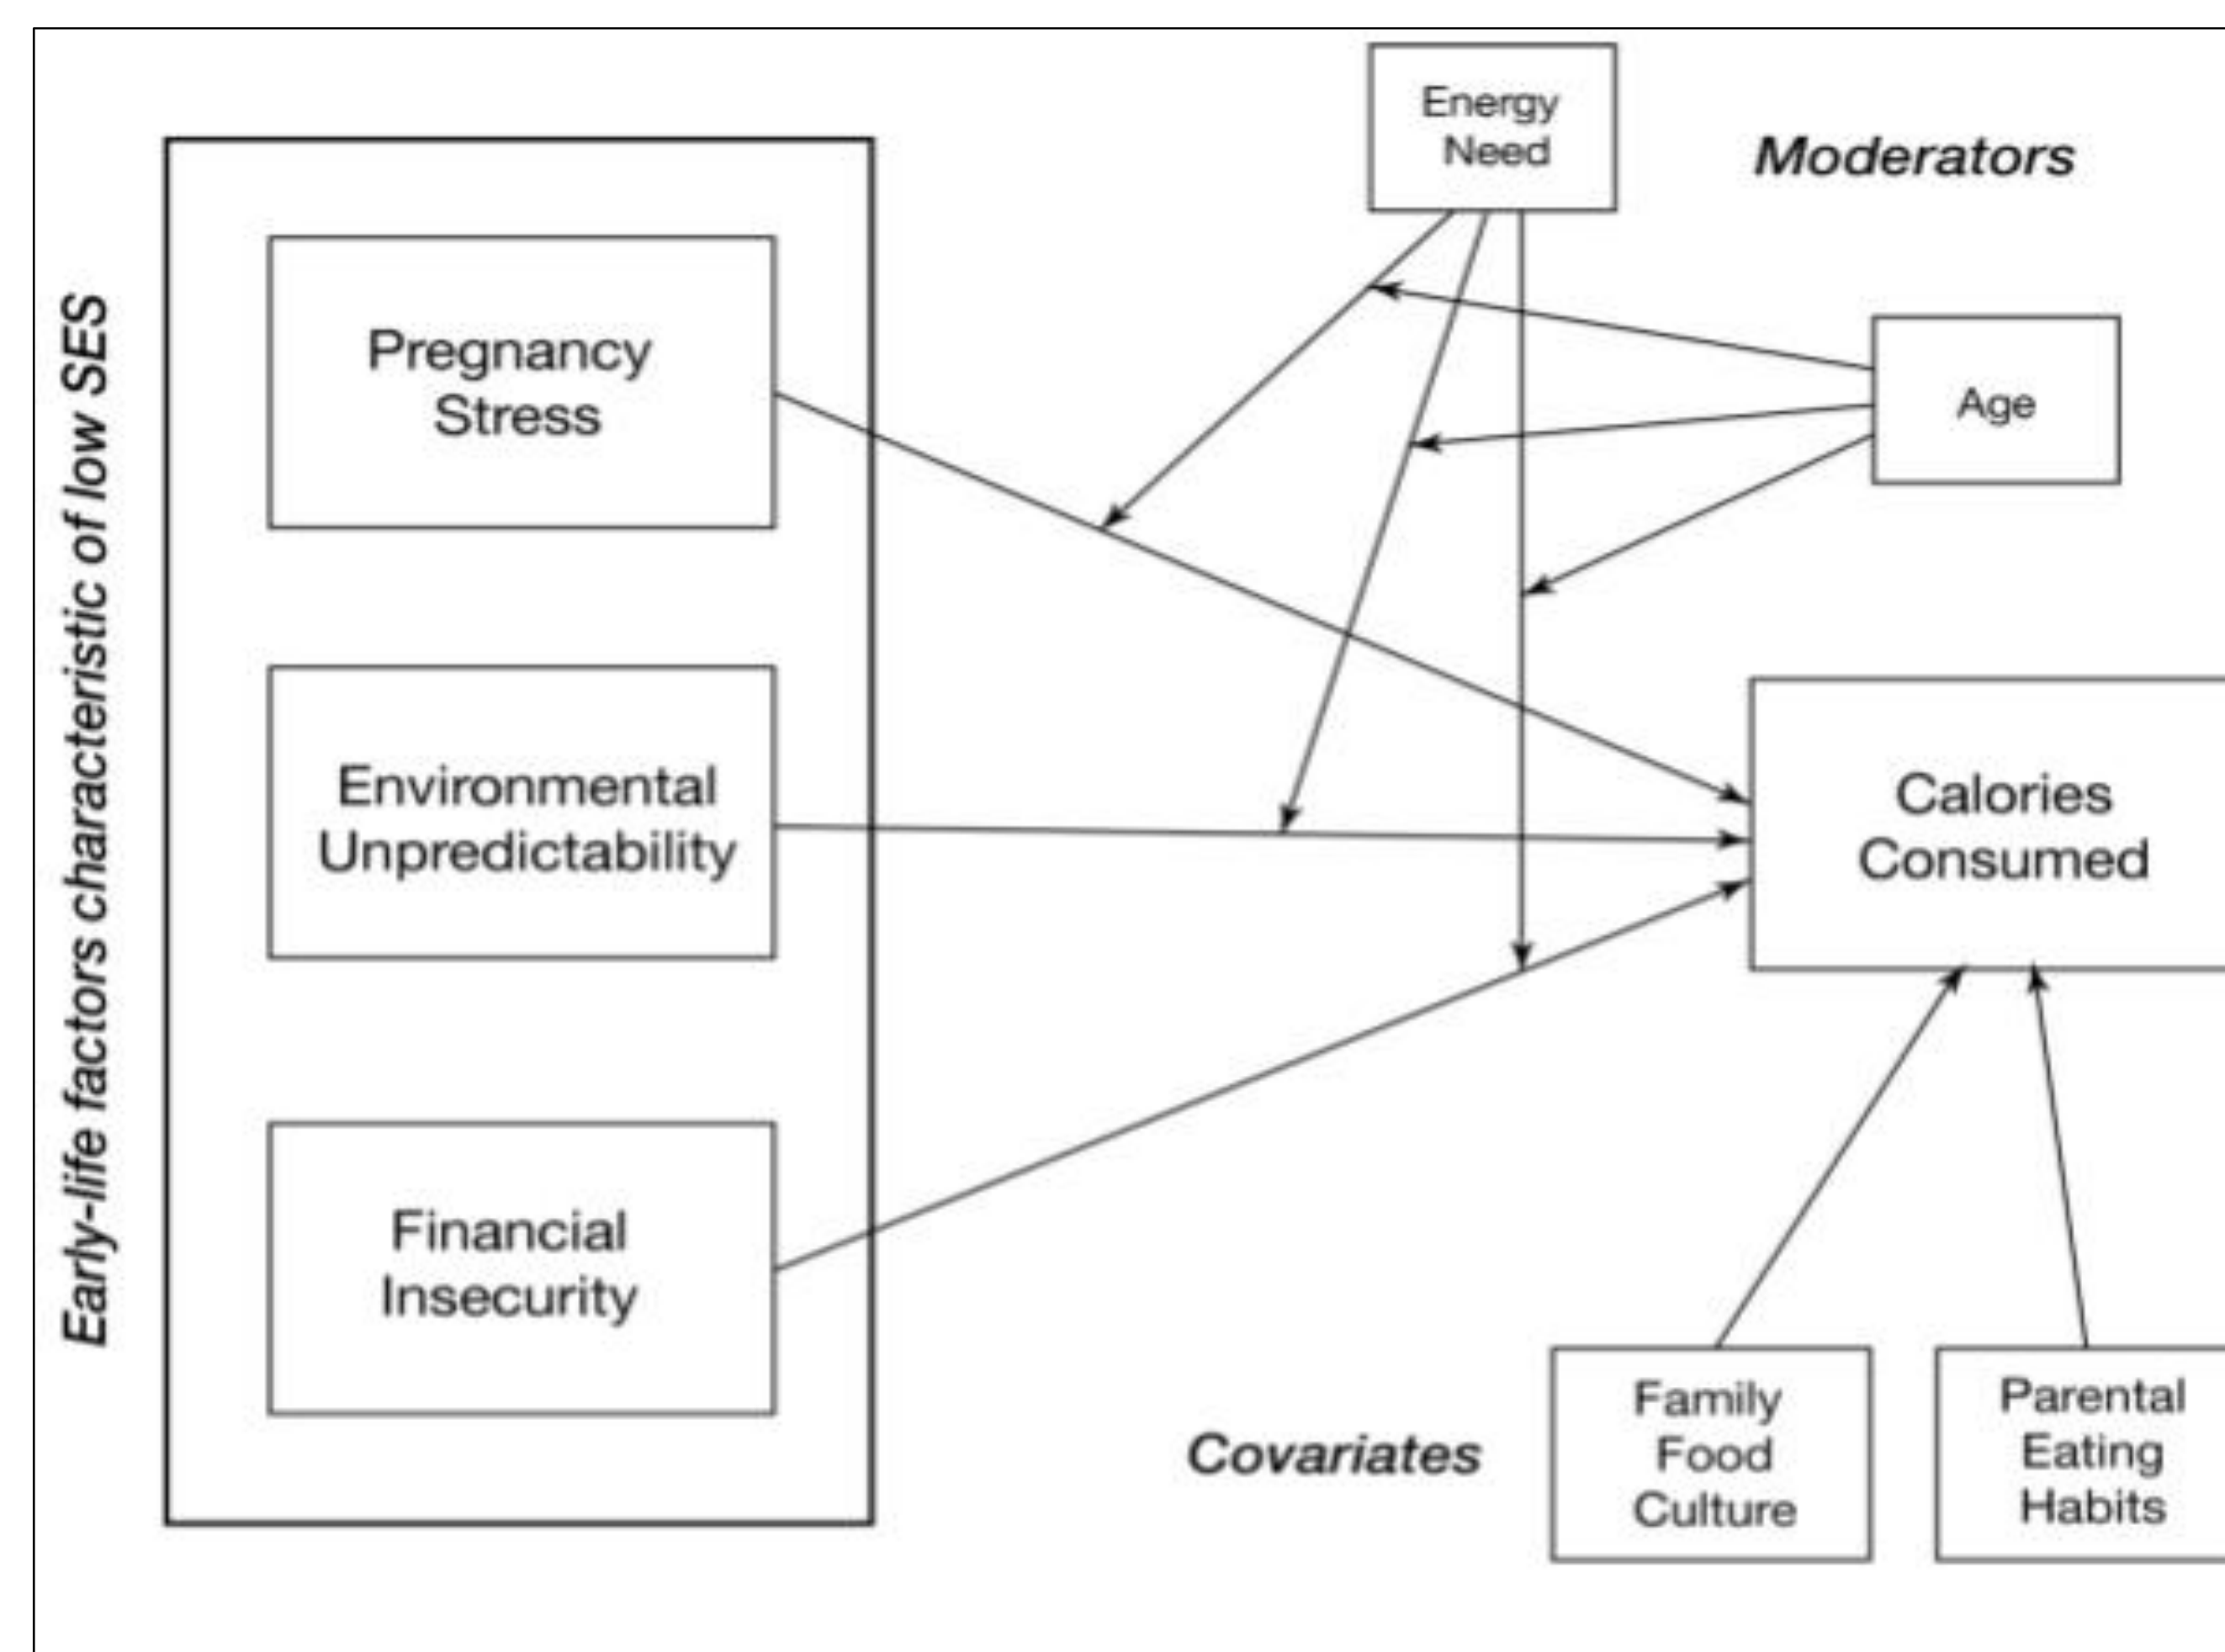 Early-life factors characteristic of low SES
Pregnancy
Stress
Environmental
Unpredictability
Financial
Insecurity
Energy
Need
Moderators
Age
Calories
Consumed
Covariates
Family
Food
Culture
Parental
Eating
Habits